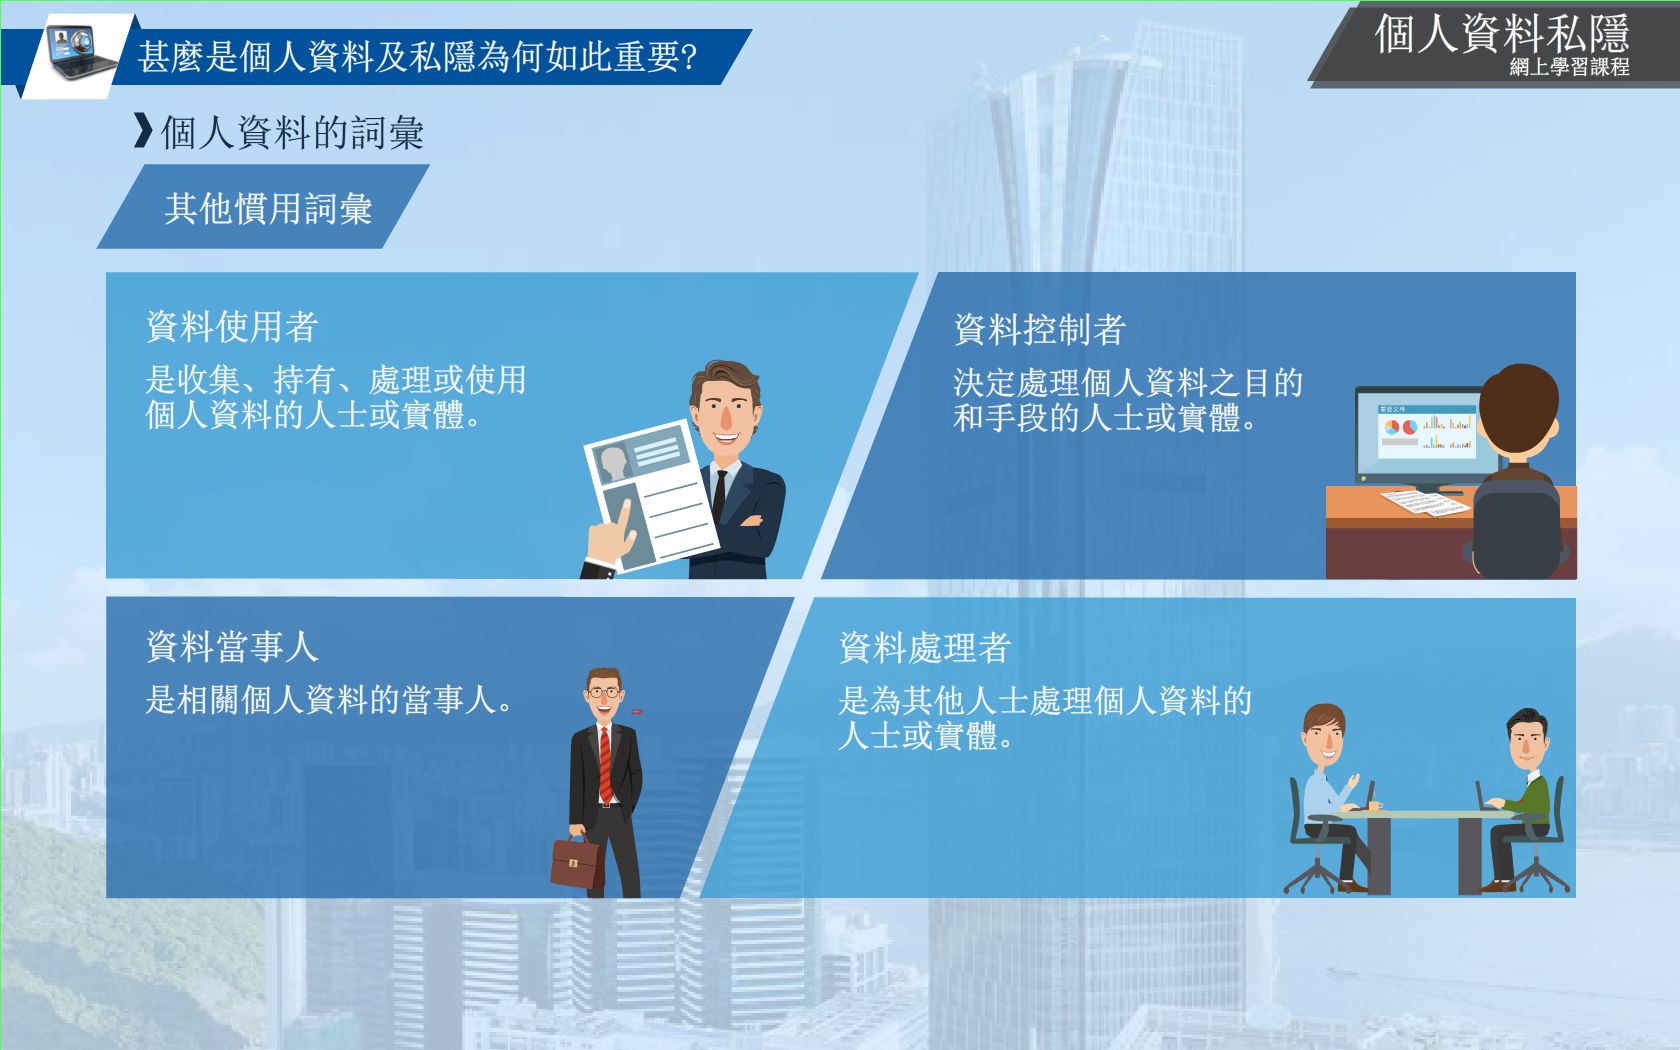 甚麼是個人資料及私隱為何如此重要?
個人資料私隱
網上學習課程
個人資料的詞彙
其他慣用詞彙
資料使用者
是收集、持有、處理或使用
個人資料的人士或實體。
資料控制者
決定處理個人資料之目的
和手段的人士或實體。
資料當事人
是相關個人資料的當事人。
資料處理者
是為其他人士處理個人資料的
人士或實體。